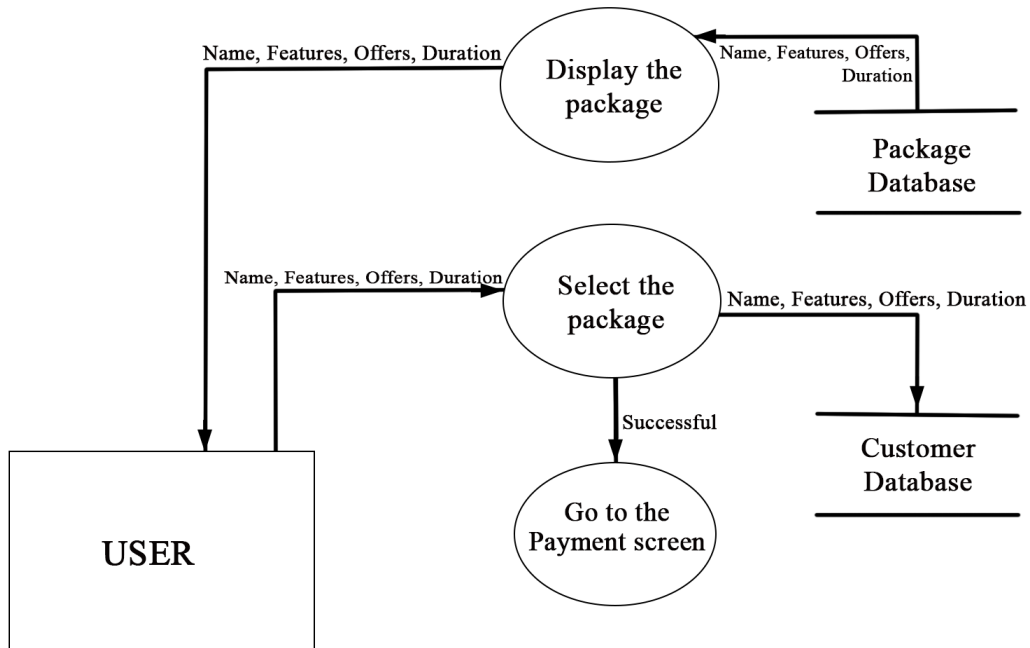 Name, Features, Offers, Duration
Display the
package
Name, Features, Offers,
Duration
Package
Database
Name, Features, Offers, Duration
Select the
package
Name, Features, Offers, Duration
Successful
Customer
Database
Go to the
Payment screen
USER